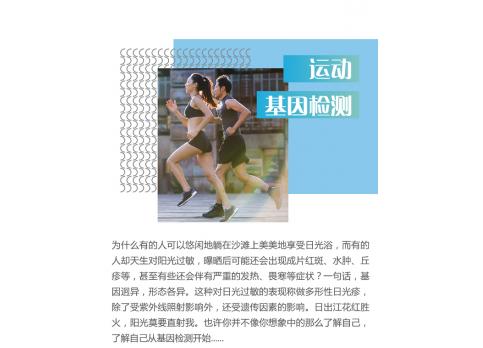 运动
基因检测
为什么有的人可以悠闲地躺在沙滩上美美地享受日光浴，而有的
人却天生对阳光过敏，曝晒后可能还会出现成片红斑、水肿、丘
疹等，甚至有些还会伴有严重的发热、畏寒等症状？一句话，基
因迥异，形态各异。这种对日光过敏的表现称做多形性日光疹，
除了受紫外线照射影响外，还受遗传因素的影响。日出江花红胜
火，阳光莫要直射我。也许你并不像你想象中的那么了解自己，
了解自己从基因检测开始......